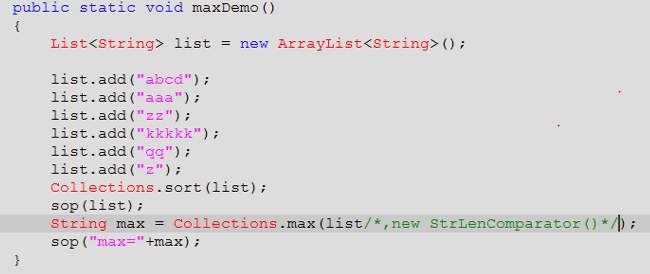 public static void maxDemo()
{
List<String> list = new ArrayList<String>();
list.add("abcd");
list.add("aaa");
list.add("zz");
list.add("kkkkk");
list.add("qq");
list.add("z");
Collections.sort(list);
sop(list);
String max = Collections.max(list/*,new StrLenComparator()*/);
sop("max="+max);
}